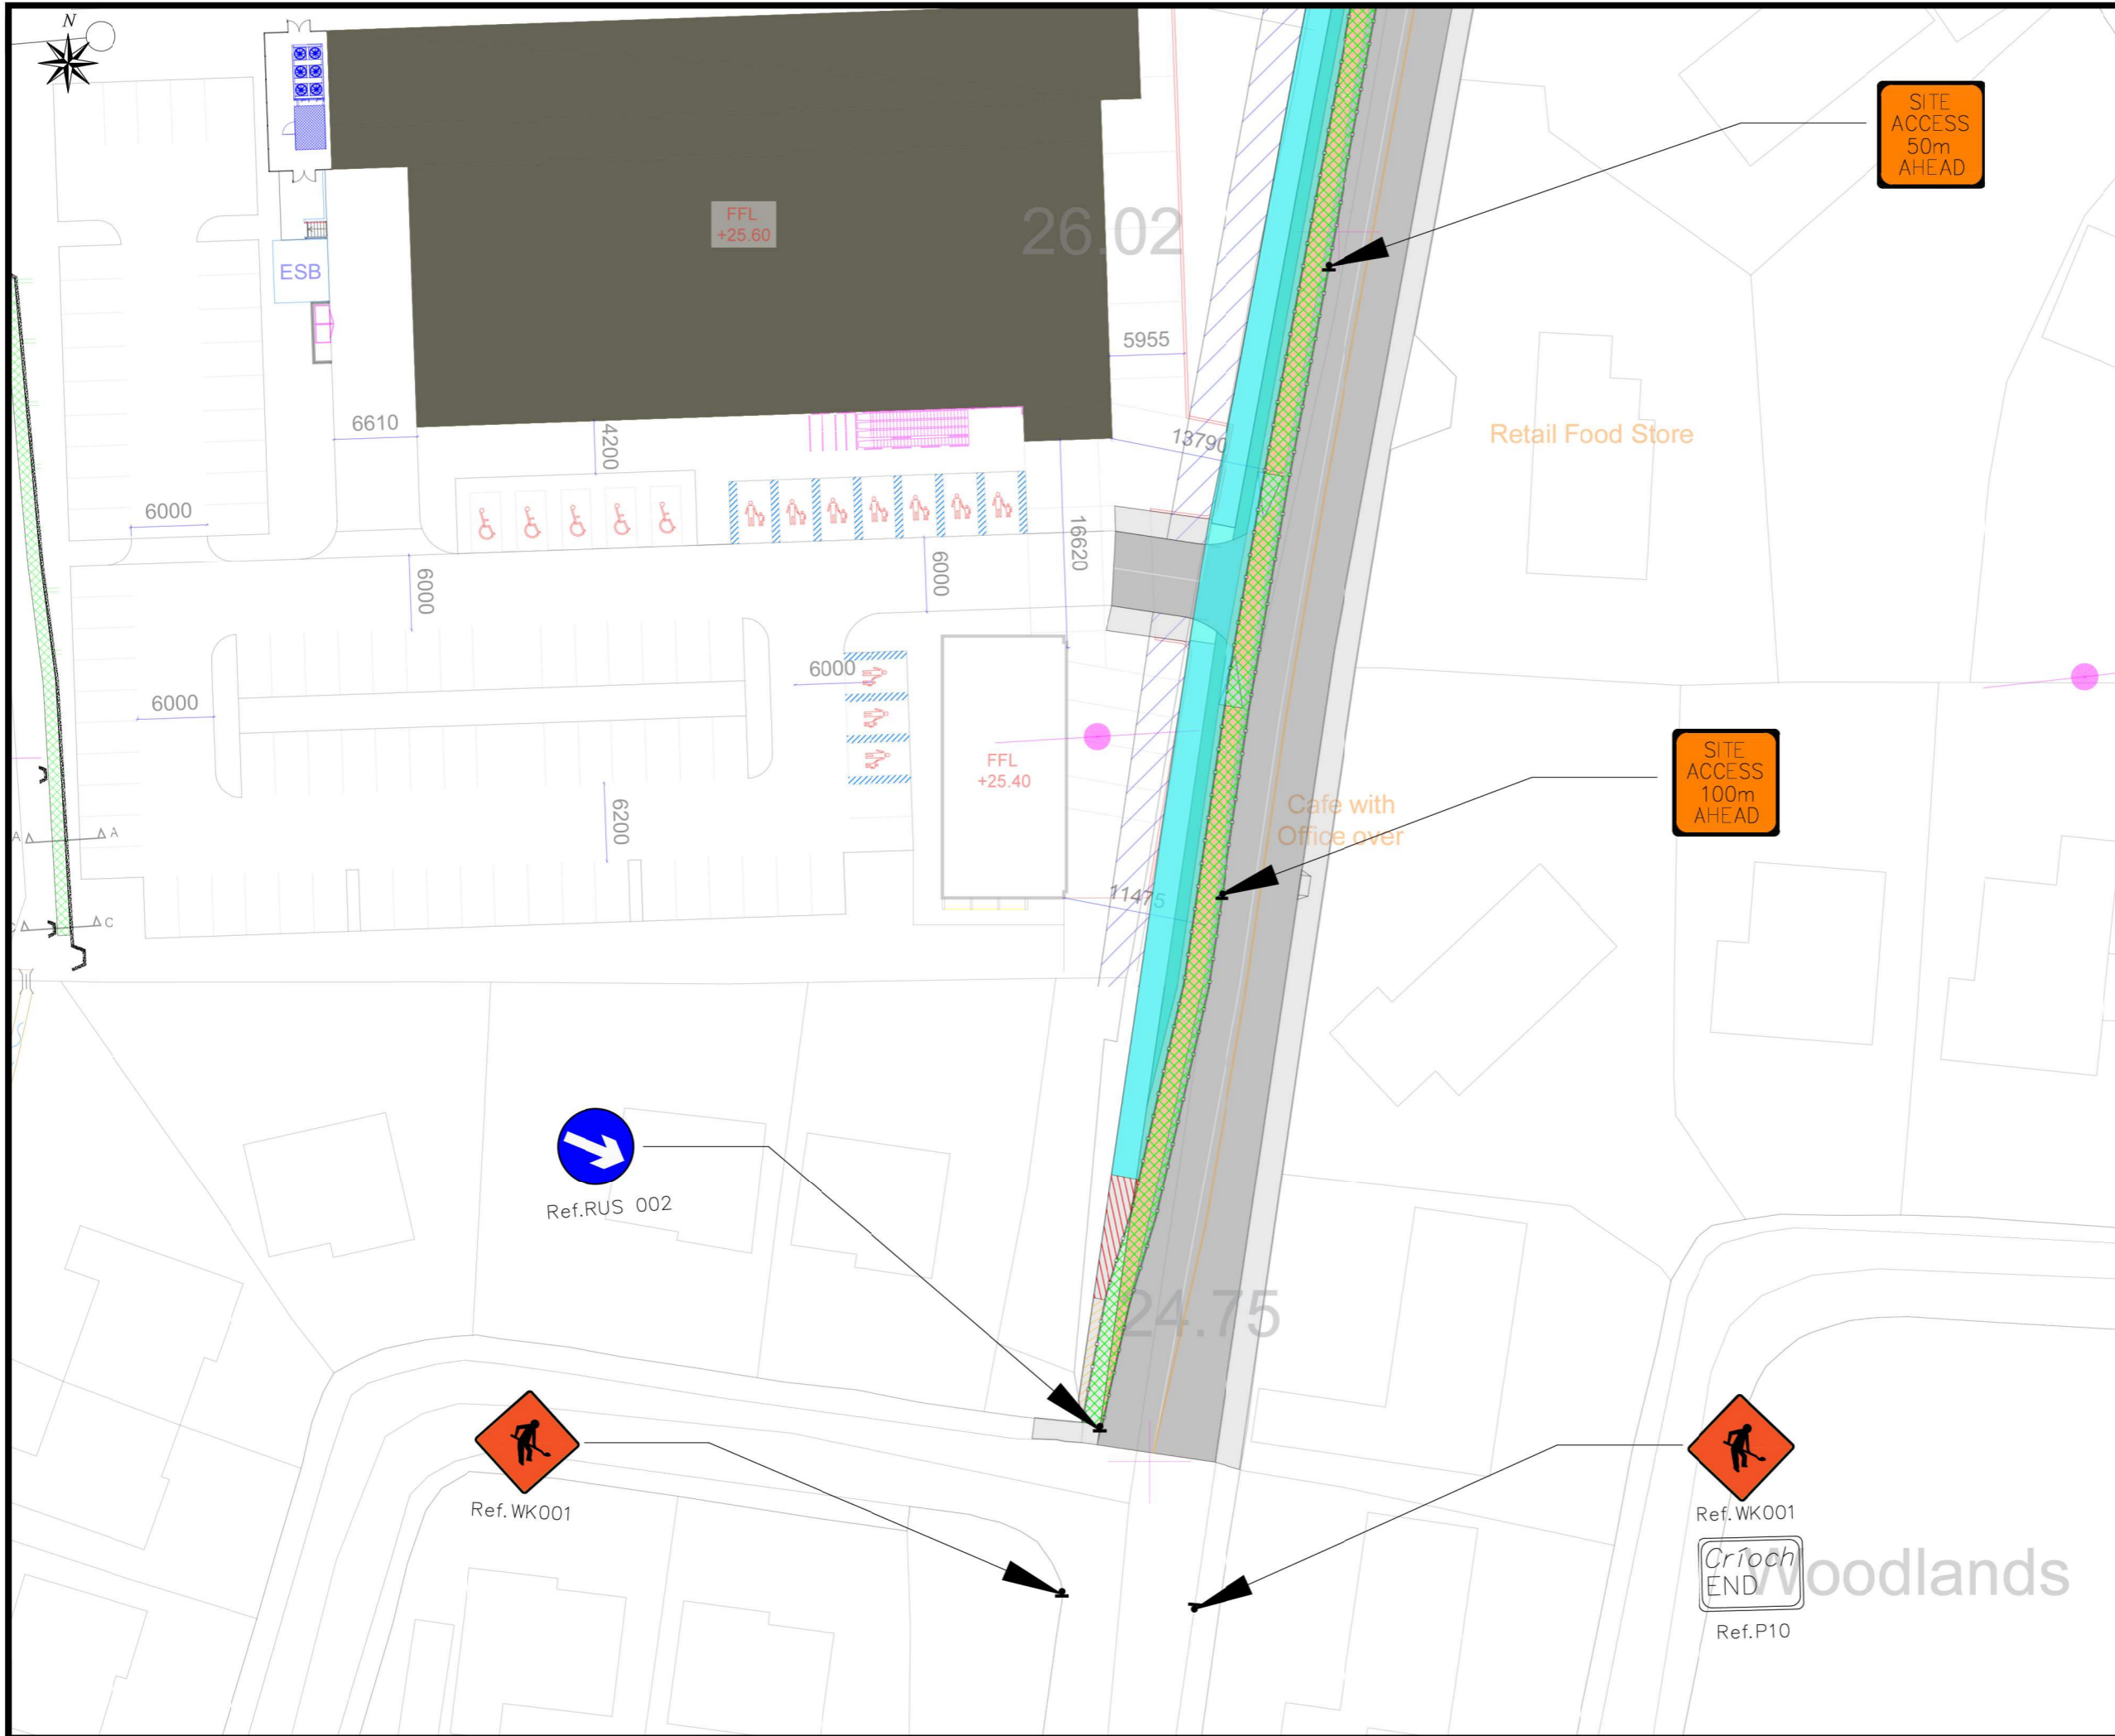 N
SITE
ACCESS
50m
AHEAD
FFL
+25.60
26.02
ESB
5955
6610
4200
13790
Retail Food Store
6000
16620
6000
6000
6000
6000
FFL
+25.40
SITE
ACCESS
100m
AHEAD
Cafe with
Office over
6200
A
A
11475
C
C
Ref.RUS 002
24.75
Ref.WK001
Ref.WK001
Críoch
END
Woodlands
Ref.P10